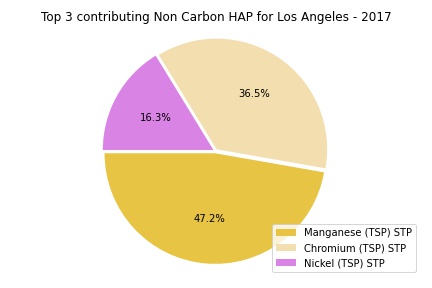 Top 3 contributing Non Carbon HAP for Los Angeles - 2017
36.5%
16.3%
47.2%
Manganese (TSP) STP
Chromium (TSP) STP
Nickel (TSP) STP